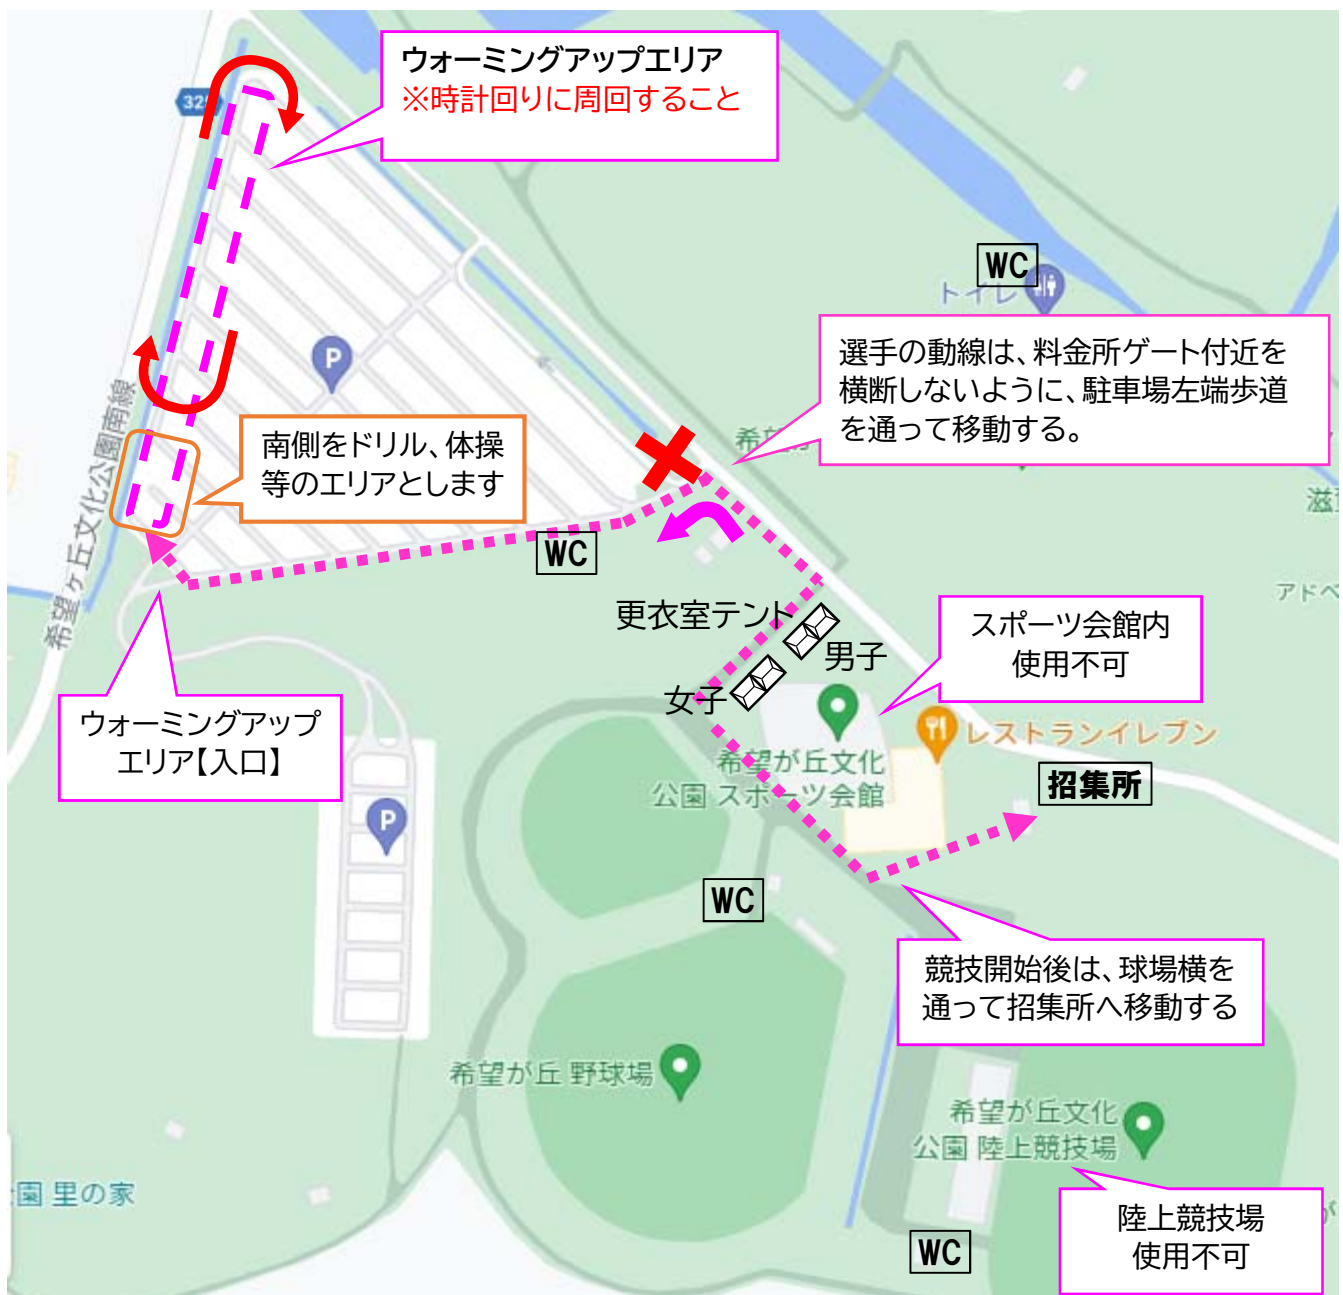 ウォーミングアップエリア
※時計回りに周回すること
325
WC
トイレ
選手の動線は、料金所ゲート付近を
横断しないように、駐車場左端歩道
を通って移動する。
P
希望ヶ丘文化公園南線
南側をドリル、体操
等のエリアとします
WC
アドベ
更衣室テント
男子
女子
スポーツ会館内
使用不可
ウォーミングアップ
エリア【入口】
レストランイレブン
希望が丘文化
公園 スポーツ会館
招集所
P
WC
競技開始後は、球場横を
通って招集所へ移動する
希望が丘 野球場
希望が丘文化
公園 陸上競技場
園 里の家
陸上競技場
使用不可
WC